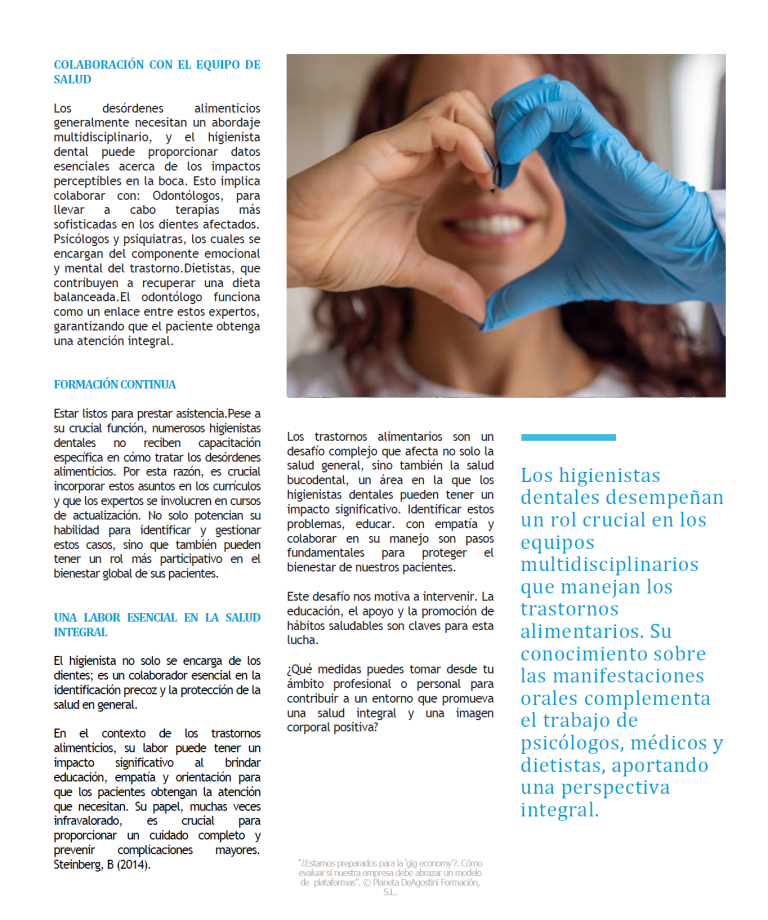 COLABORACIÓN CON EL EQUIPO DE
SALUD
Los desórdenes alimenticios
generalmente necesitan un abordaje
multidisciplinario, y el higienista
dental puede proporcionar datos
esenciales acerca de los impactos
perceptibles en la boca. Esto implica
colaborar con: Odontólogos, para
llevar a cabo terapias más
sofisticadas en los dientes afectados.
Psicólogos y psiquiatras, los cuales se
encargan del componente emocional
y mental del trastorno.Dietistas, que
contribuyen a recuperar una dieta
balanceada.El odontólogo funciona
como un enlace entre estos expertos,
garantizando que el paciente obtenga
una atención integral.
FORMACIÓN CONTINUA
Estar listos para prestar asistencia.Pese a
su crucial función, numerosos higienistas
dentales no reciben capacitación
específica en cómo tratar los desórdenes
alimenticios. Por esta razón, es crucial
incorporar estos asuntos en los currículos
y que los expertos se involucren en cursos
de actualización. No solo potencian su
habilidad para identificar y gestionar
estos casos, sino que también pueden
tener un rol más participativo en el
bienestar global de sus pacientes.
UNA LABOR ESENCIAL EN LA SALUD
INTEGRAL
El higienista no solo se encarga de los
dientes; es un colaborador esencial en la
identificación precoz y la protección de la
salud en general.
En el contexto de los trastornos
alimenticios, su labor puede tener un
impacto significativo al brindar
educación, empatía y orientación para
que los pacientes obtengan la atención
que necesitan. Su papel, muchas veces
infravalorado, es crucial para
proporcionar un cuidado completo y
prevenir complicaciones mayores.
Steinberg, B (2014).
Los trastornos alimentarios son un
desafío complejo que afecta no solo la
salud general, sino también la salud
bucodental, un área en la que los
higienistas dentales pueden tener un
impacto significativo. Identificar estos
problemas, educar. con empatía y
colaborar en su manejo son pasos
fundamentales para proteger el
bienestar de nuestros pacientes.
Este desafío nos motiva a intervenir. La
educación, el apoyo y la promoción de
hábitos saludables son claves para esta
lucha.
¿Qué medidas puedes tomar desde tu
ámbito profesional o personal para
contribuir a un entorno que promueva
una salud integral y una imagen
corporal positiva?
Los higienistas
dentales desempeñan
un rol crucial en los
equipos
multidisciplinarios
que manejan los
trastornos
alimentarios. Su
conocimiento sobre
las manifestaciones
orales complementa
el trabajo de
psicólogos, médicos y
dietistas, aportando
una perspectiva
integral.
"¿Estamos preparados para la 'gig economy'?. Cómo
evaluar si nuestra empresa debe abrazar un modelo
de plataformas". © Planeta DeAgostini Formación,
S.L.